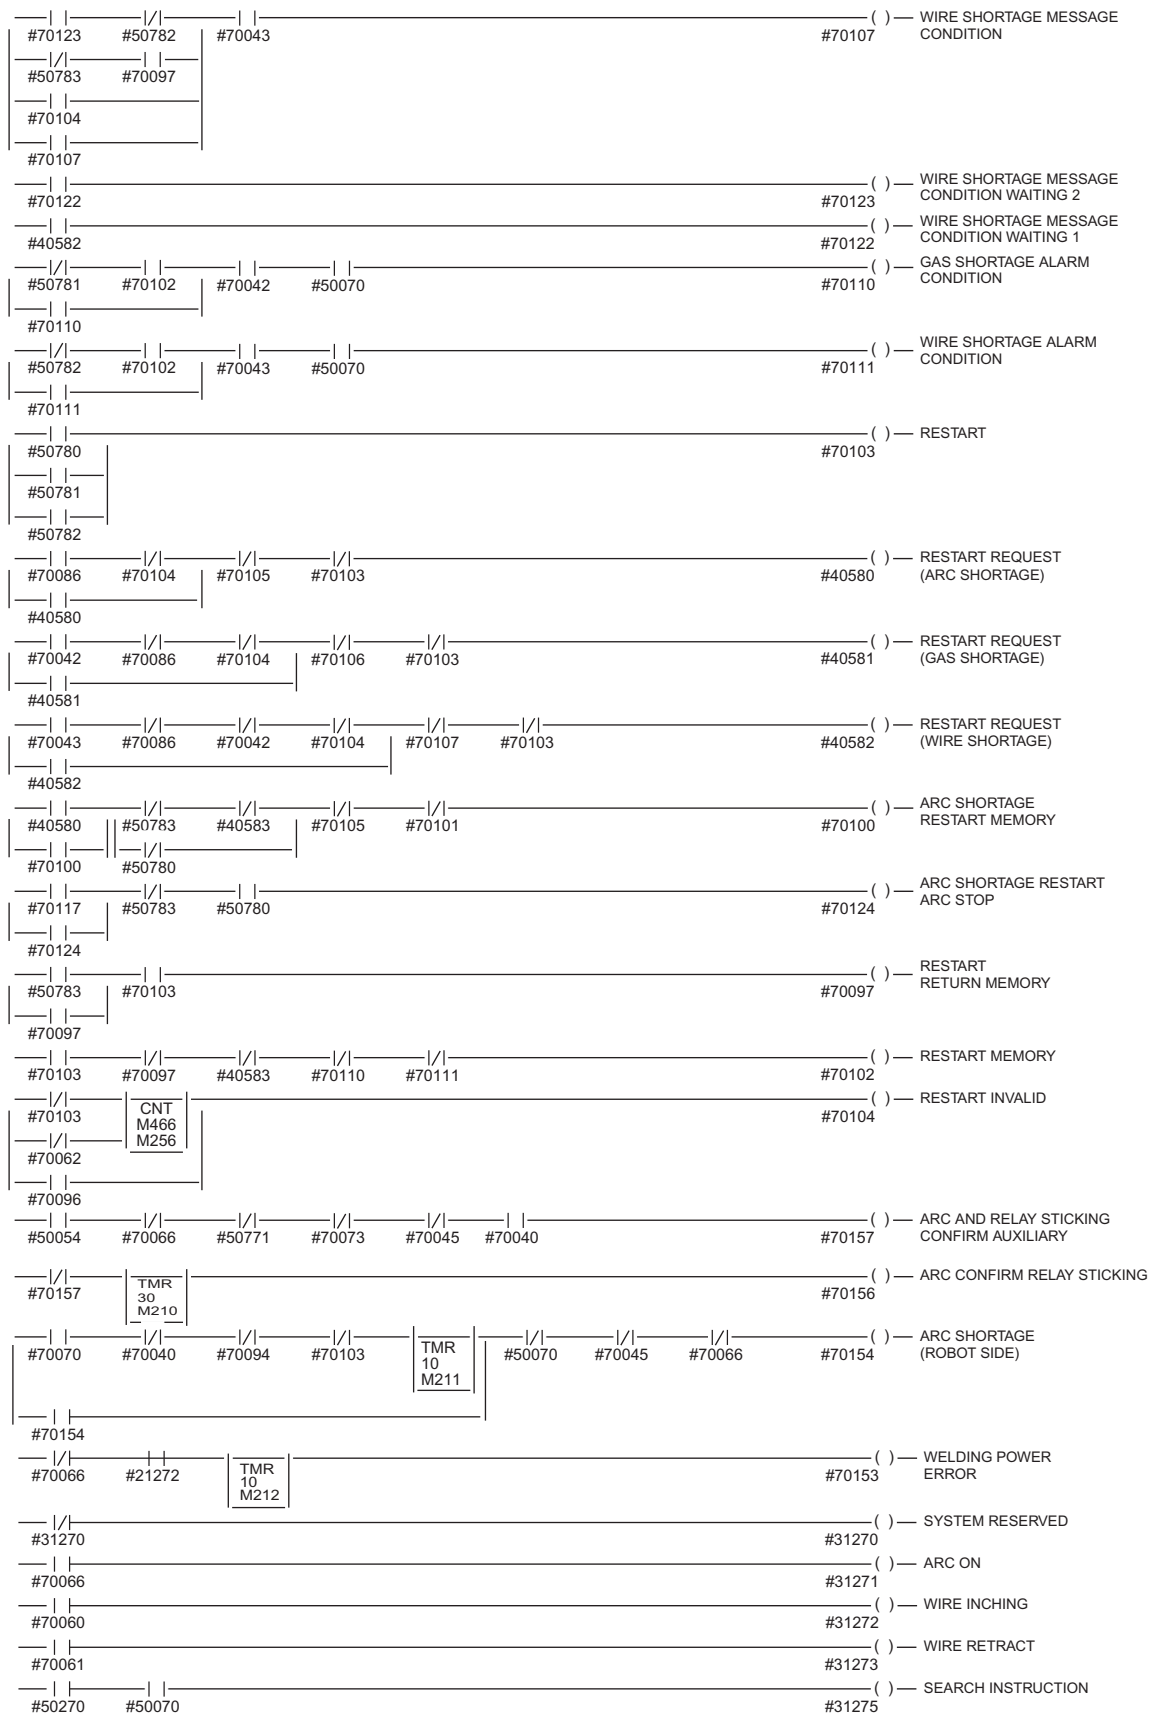 WIRE SHORTAGE MESSAGE
#70123 #50782 #70043 #70107 CONDITION
#50783 #70097
#70104
#70107
WIRE SHORTAGE MESSAGE
#70122 #70123 CONDITION WAITING 2
WIRE SHORTAGE MESSAGE
#40582 #70122 CONDITION WAITING 1
GAS SHORTAGE ALARM
#50781 #70102 #70042 #50070 #70110 CONDITION
#70110
WIRE SHORTAGE ALARM
#50782 #70102 #70043 #50070 #70111 CONDITION
#70111
RESTART
#50780 #70103
#50781
#50782
RESTART REQUEST
#70086 #70104 #70105 #70103 #40580 (ARC SHORTAGE)
#40580
RESTART REQUEST
#70042 #70086 #70104 #70106 #70103 #40581 (GAS SHORTAGE)
#40581
RESTART REQUEST
#70043 #70086 #70042 #70104 #70107 #70103 #40582 (WIRE SHORTAGE)
#40582
ARC SHORTAGE
#40580 #50783 #40583 #70105 #70101 #70100 RESTART MEMORY
#70100 #50780
ARC SHORTAGE RESTART
#70117 #50783 #50780 #70124 ARC STOP
#70124
RESTART
#50783 #70103 #70097 RETURN MEMORY
#70097
RESTART MEMORY
#70103 #70097 #40583 #70110 #70111 #70102
CNT RESTART INVALID
#70103 M466 #70104
M256
#70062
#70096
ARC AND RELAY STICKING
#50054 #70066 #50771 #70073 #70045 #70040 #70157 CONFIRM AUXILIARY
TMR ARC CONFIRM RELAY STICKING
#70157 30 #70156
M210
ARC SHORTAGE
#70070 #70040 #70094 #70103 TMR #50070 #70045 #70066 #70154 (ROBOT SIDE)
10
M211
#70154
WELDING POWER
#70066 #21272 TMR #70153 ERROR
10
M212
SYSTEM RESERVED
#31270 #31270
ARC ON
#70066 #31271
WIRE INCHING
#70060 #31272
WIRE RETRACT
#70061 #31273
SEARCH INSTRUCTION
#50270 #50070 #31275